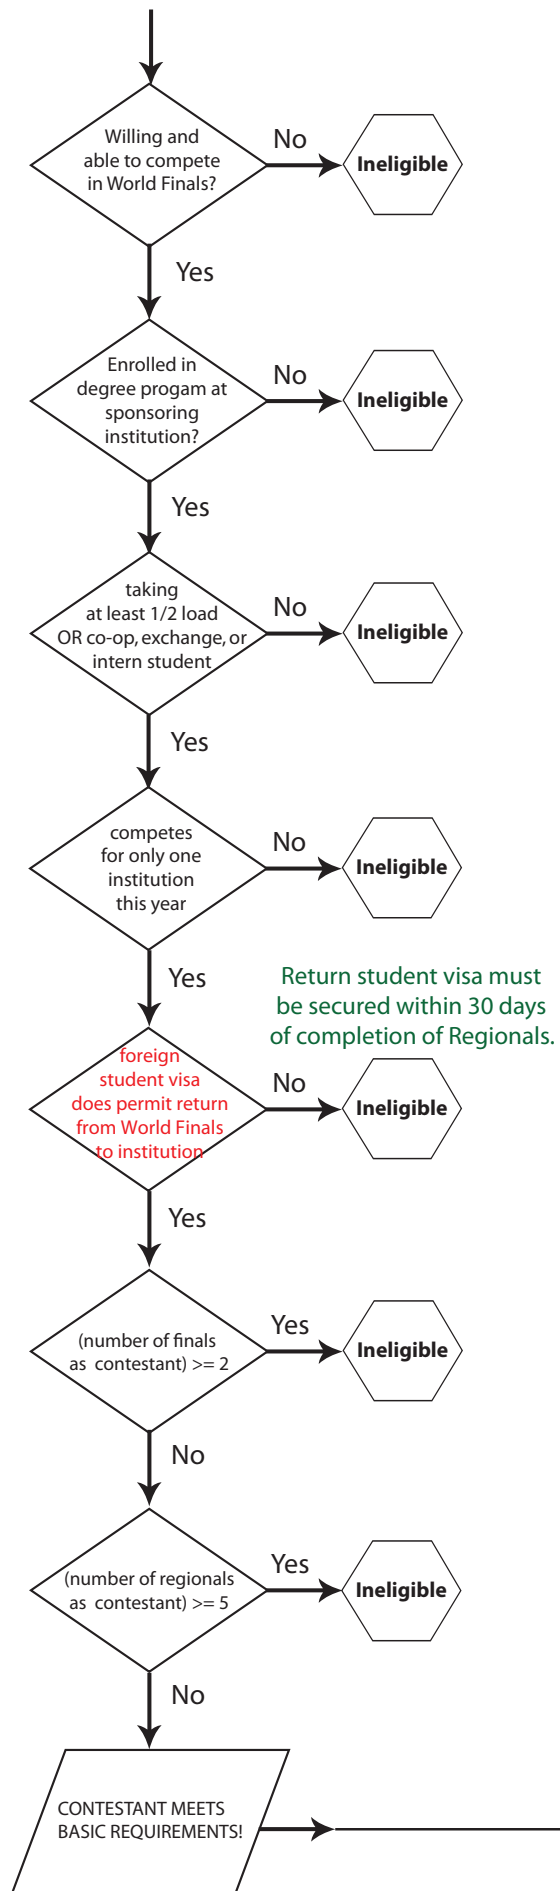 Willing and
able to compete
in World Finals?
No
Ineligible
Yes
Enrolled in
degree progam at
sponsoring
institution?
No
Ineligible
Yes
taking
at least 1/2 load
OR co-op, exchange, or
intern student
No
Ineligible
Yes
competes
for only one
institution
this year
No
Ineligible
Yes
Return student visa must
be secured within 30 days
of completion of Regionals.
foreign
student visa
does permit return
from World Finals
to institution
No
Ineligible
Yes
(number of finals
as contestant) >= 2
Yes
Ineligible
No
(number of regionals
as contestant) >= 5
Yes
Ineligible
No
CONTESTANT MEETS
BASIC REQUIREMENTS!